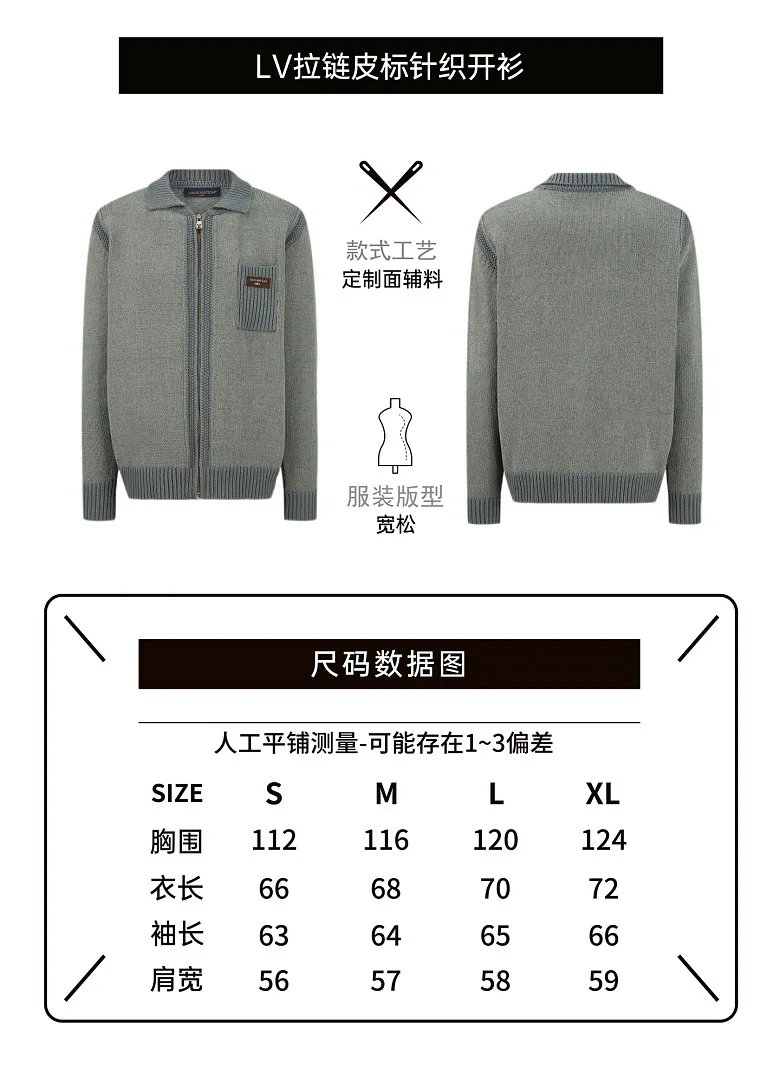 LV拉链皮标针织开衫
款式工艺
定制面辅料
服装版型
宽松
尺码数据图
人工平铺测量-可能存在1~3偏差
SIZE S M L XL
胸围 112 116 120 124
衣长 66 68 70 72
袖长 63 64 65 66
肩宽 56 57 58 59